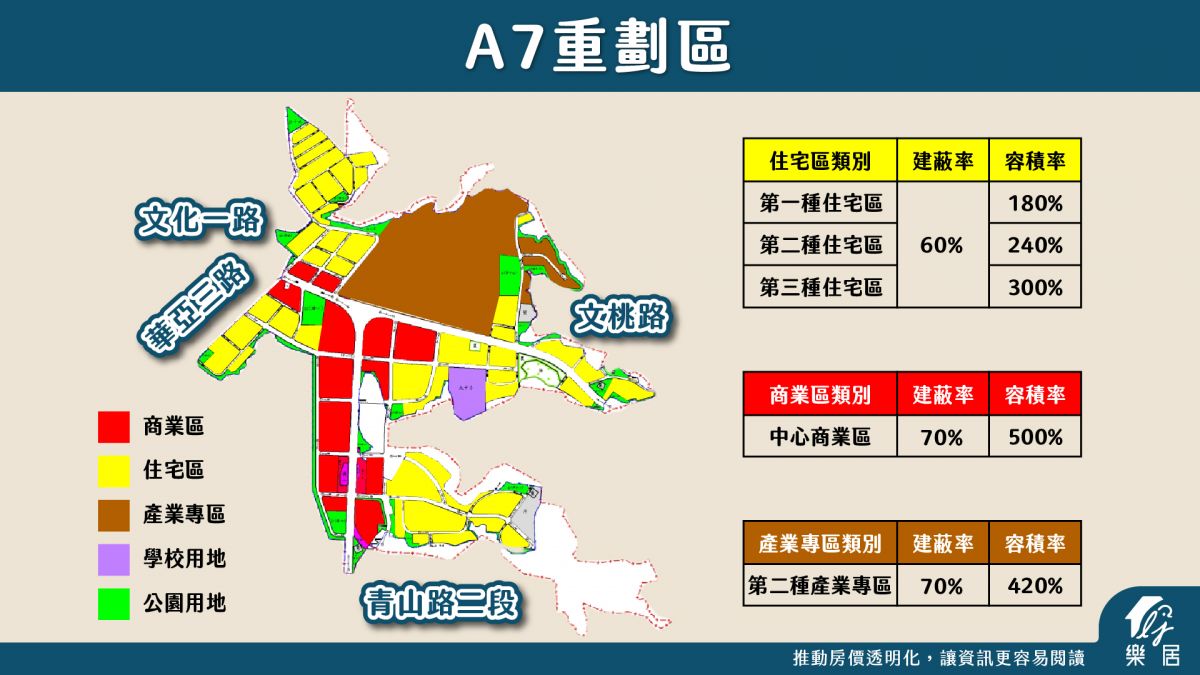 A7重劃區
文化一路
華亞三路
文桃路
青山路二段
商業區
住宅區
產業專區
學校用地
公園用地
住宅區類別 建蔽率 容積率
第一種住宅區 180%
第二種住宅區 60% 240%
第三種住宅區 300%
商業區類別 建蔽率 容積率
中心商業區 70% 500%
產業專區類別 建蔽率 容積率
第二種產業專區 70% 420%
推動房價透明化，讓資訊更容易閱讀
樂居